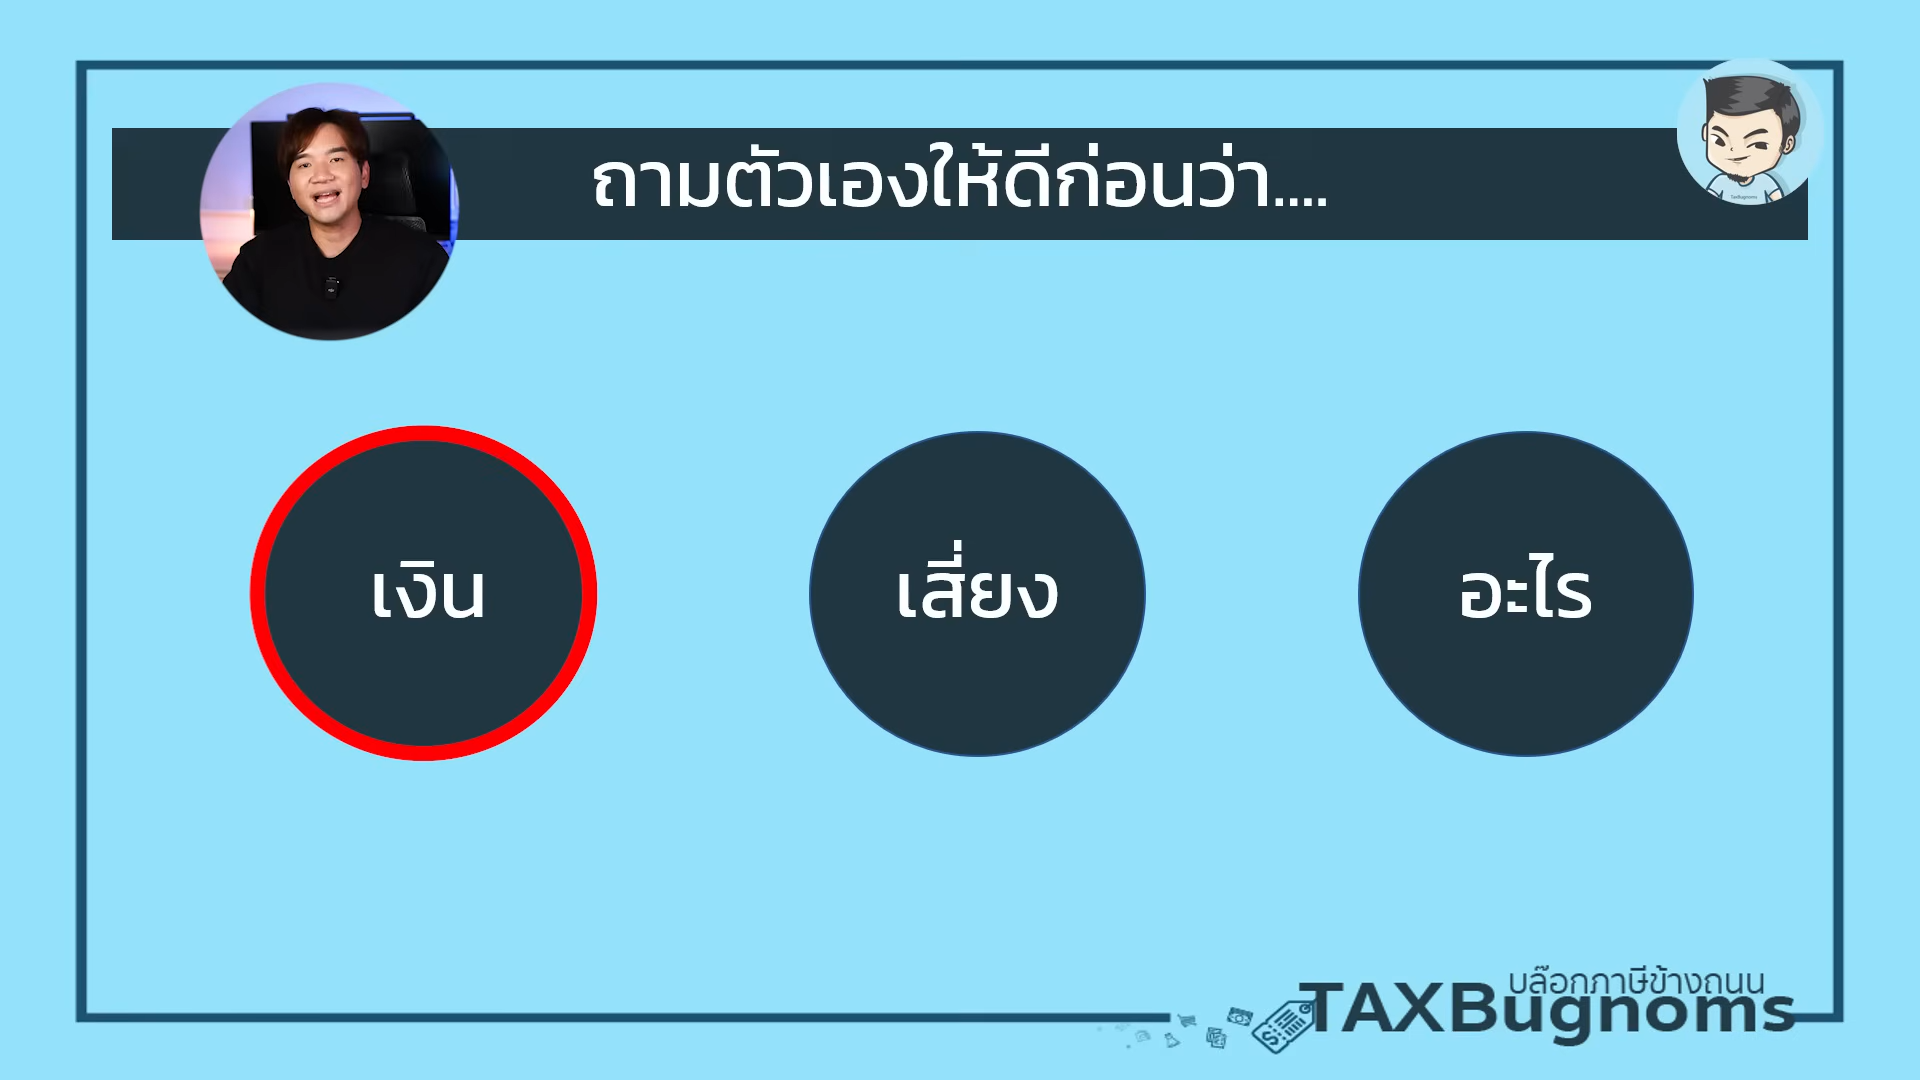 ถามตัวเองให้ดีก่อนว่า....
เงิน
เสี่ยง
อะไร
บล๊อกภาษีข้างถนน
TAXBugnoms